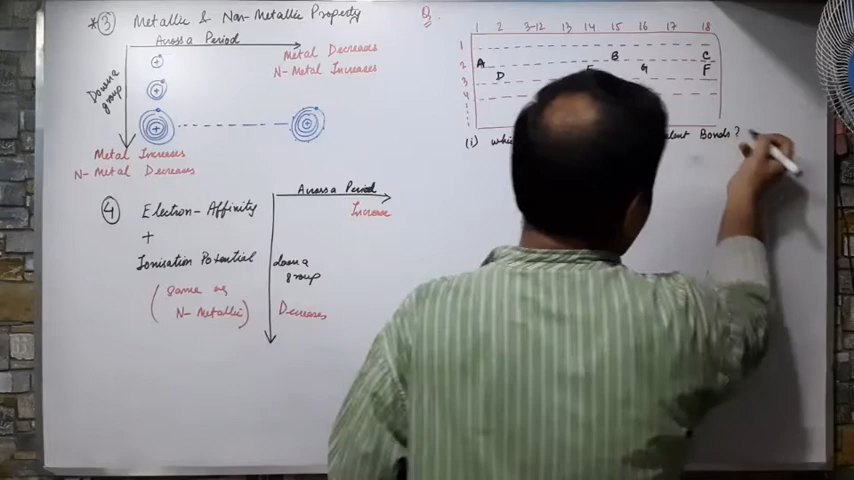 *③ Metallic & Non-Metallic Property
Across a Period
Metal Decreases
N-Metal Increases
Down a
group
Metal Increases
N-Metal Decreases
④ Electron-Affinity
+
Ionisation Potential
(same as
N-Metallic)
Across a Period
Increase
down a
group
Decreases
Q.
1 2 3-12 13 14 15 16 17 18
1
2 A B C
3 D G F
4
(i) Bonds?